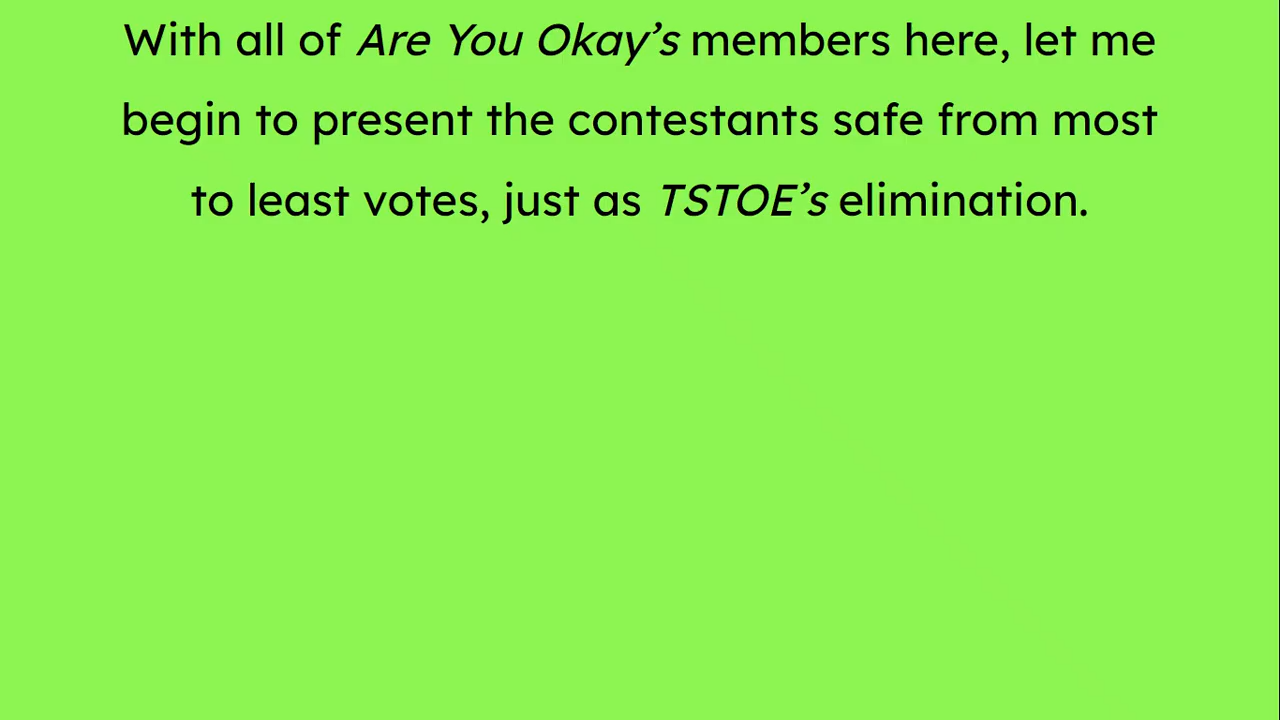 With all of Are You Okay’s members here, let me
begin to present the contestants safe from most
to least votes, just as TSTOE’s elimination.